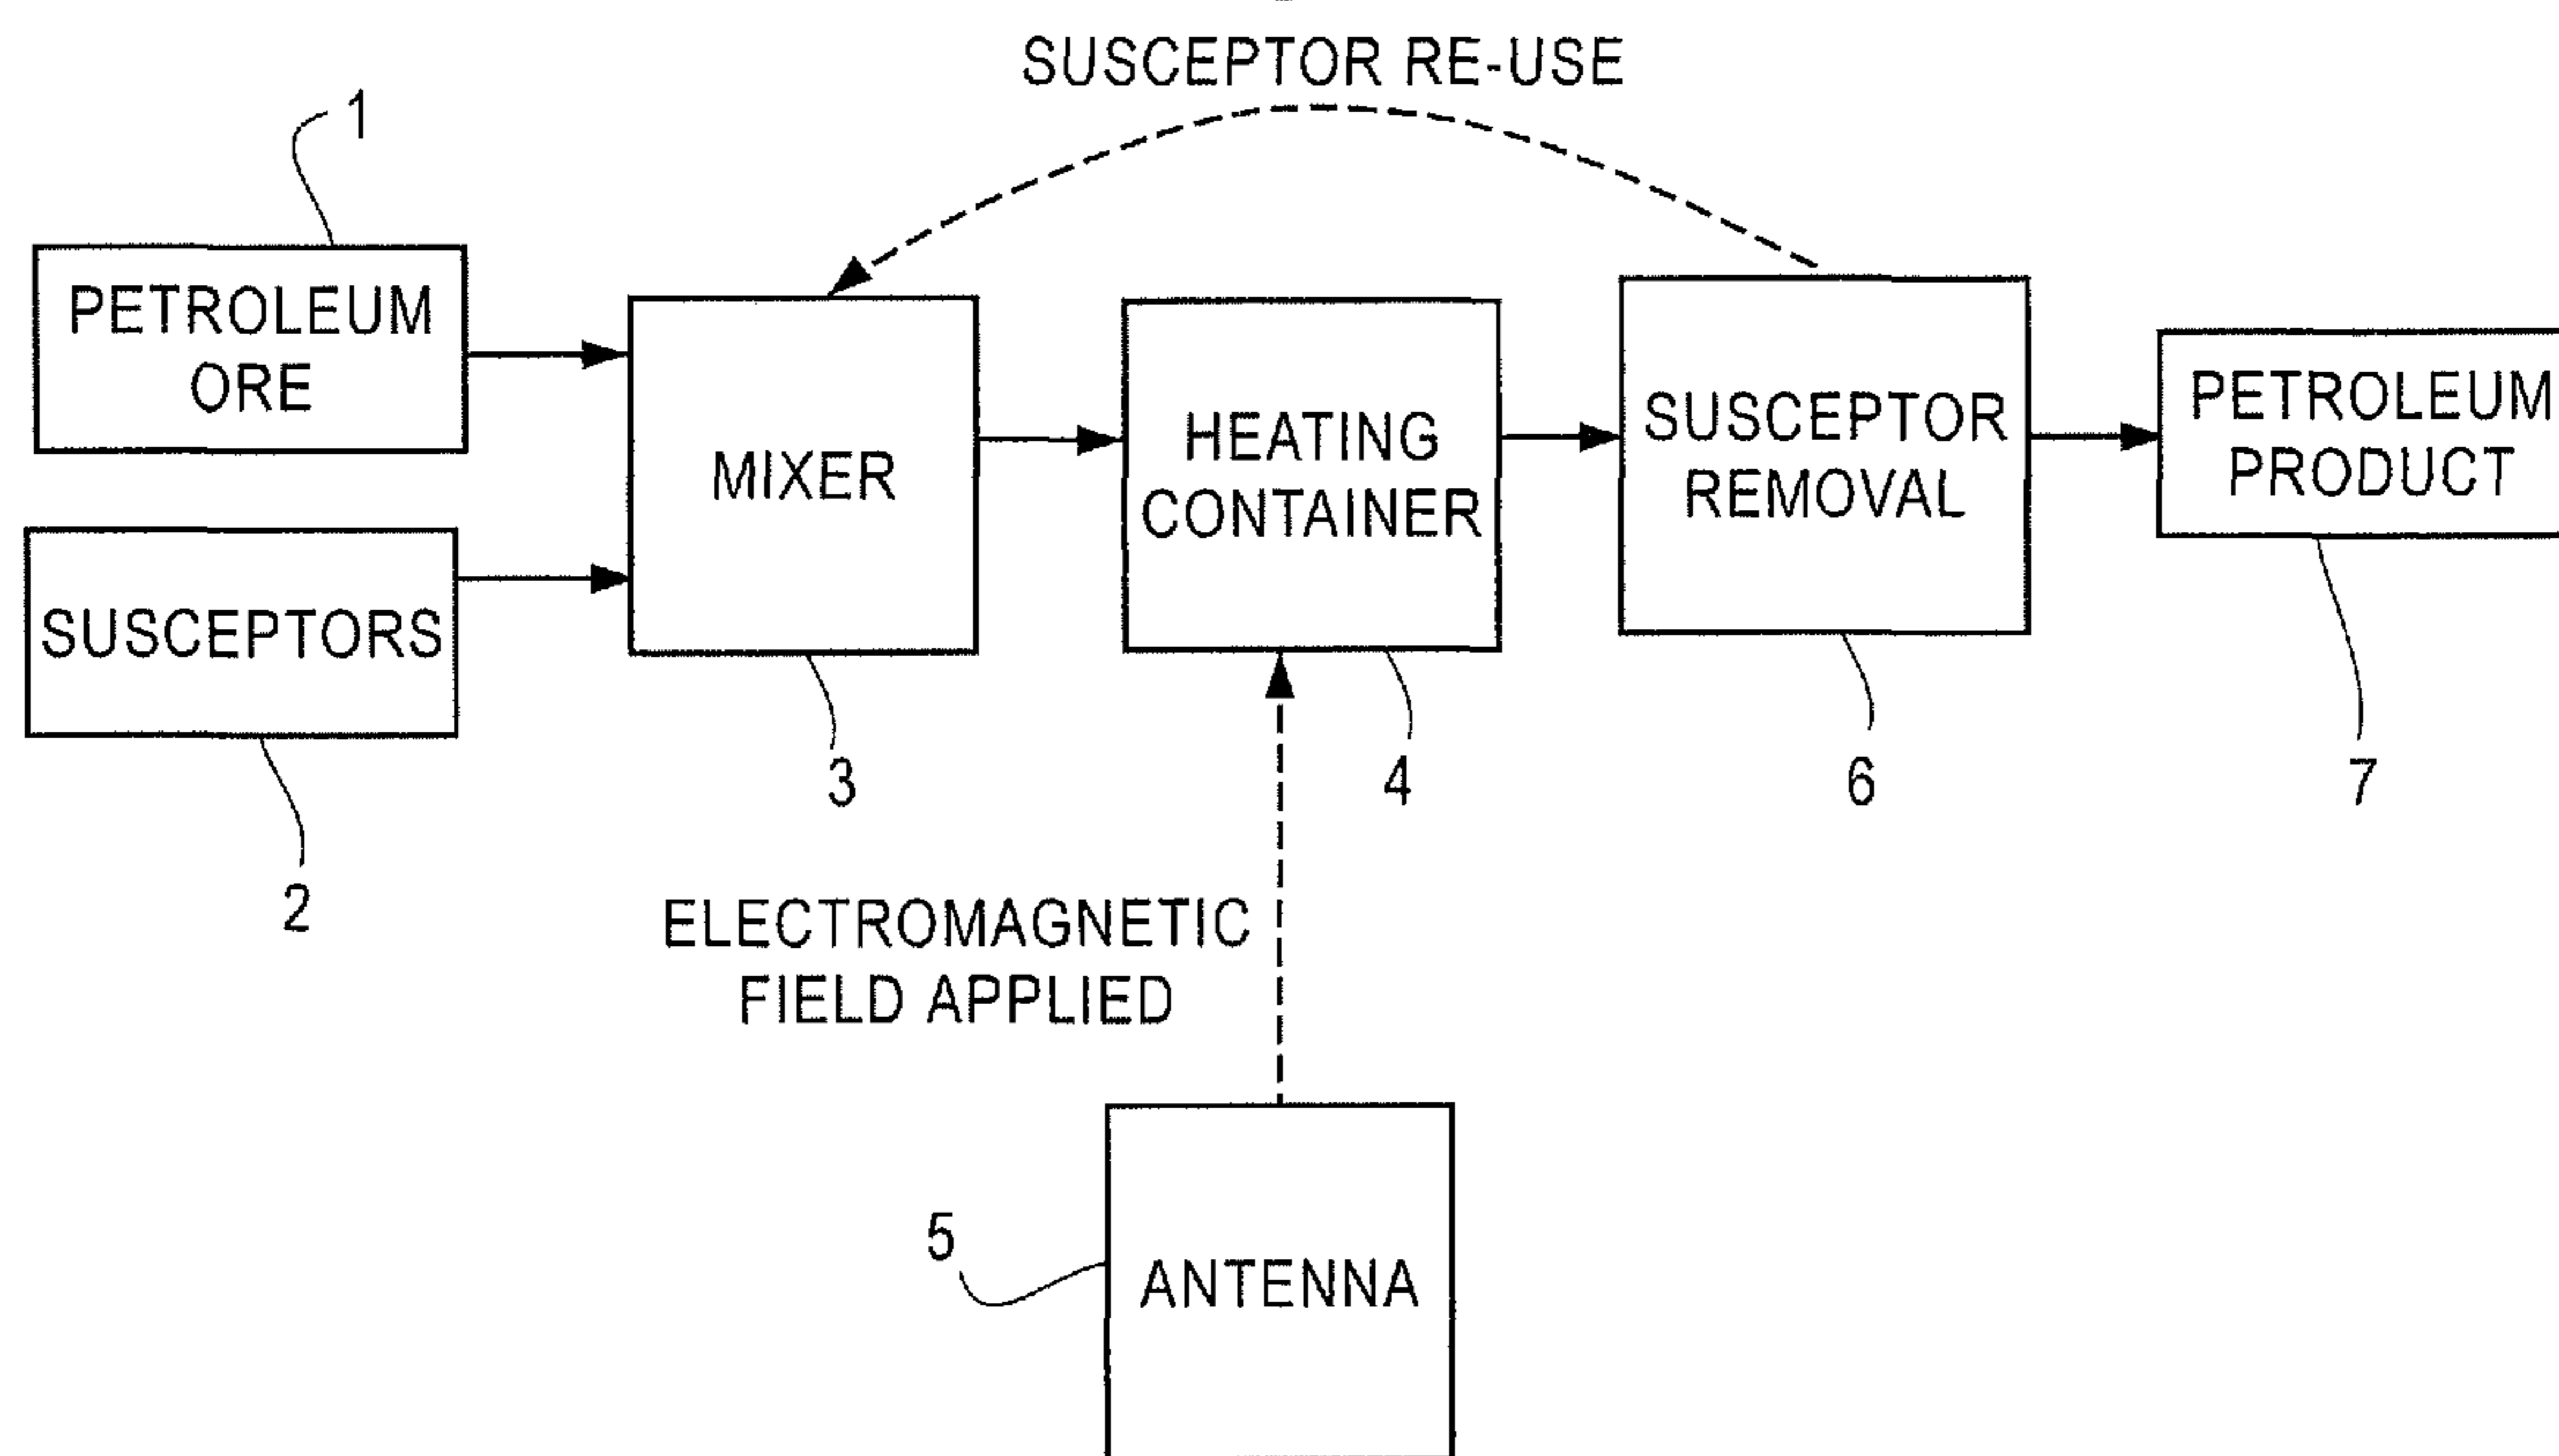 SUSCEPTOR RE-USE
1
PETROLEUM
ORE
SUSCEPTORS
2
MIXER
3
HEATING
CONTAINER
4
SUSCEPTOR
REMOVAL
6
PETROLEUM
PRODUCT
7
ELECTROMAGNETIC
FIELD APPLIED
5
ANTENNA